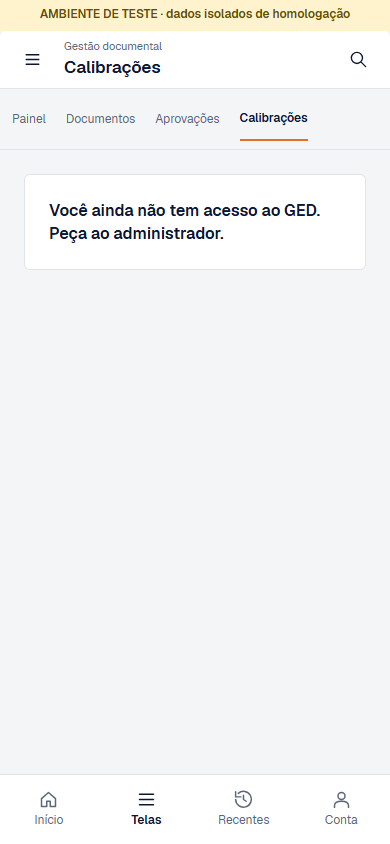 AMBIENTE DE TESTE · dados isolados de homologação
Gestão documental
Calibrações
Painel
Documentos
Aprovações
Calibrações
Você ainda não tem acesso ao GED.
Peça ao administrador.
Início
Telas
Recentes
Conta